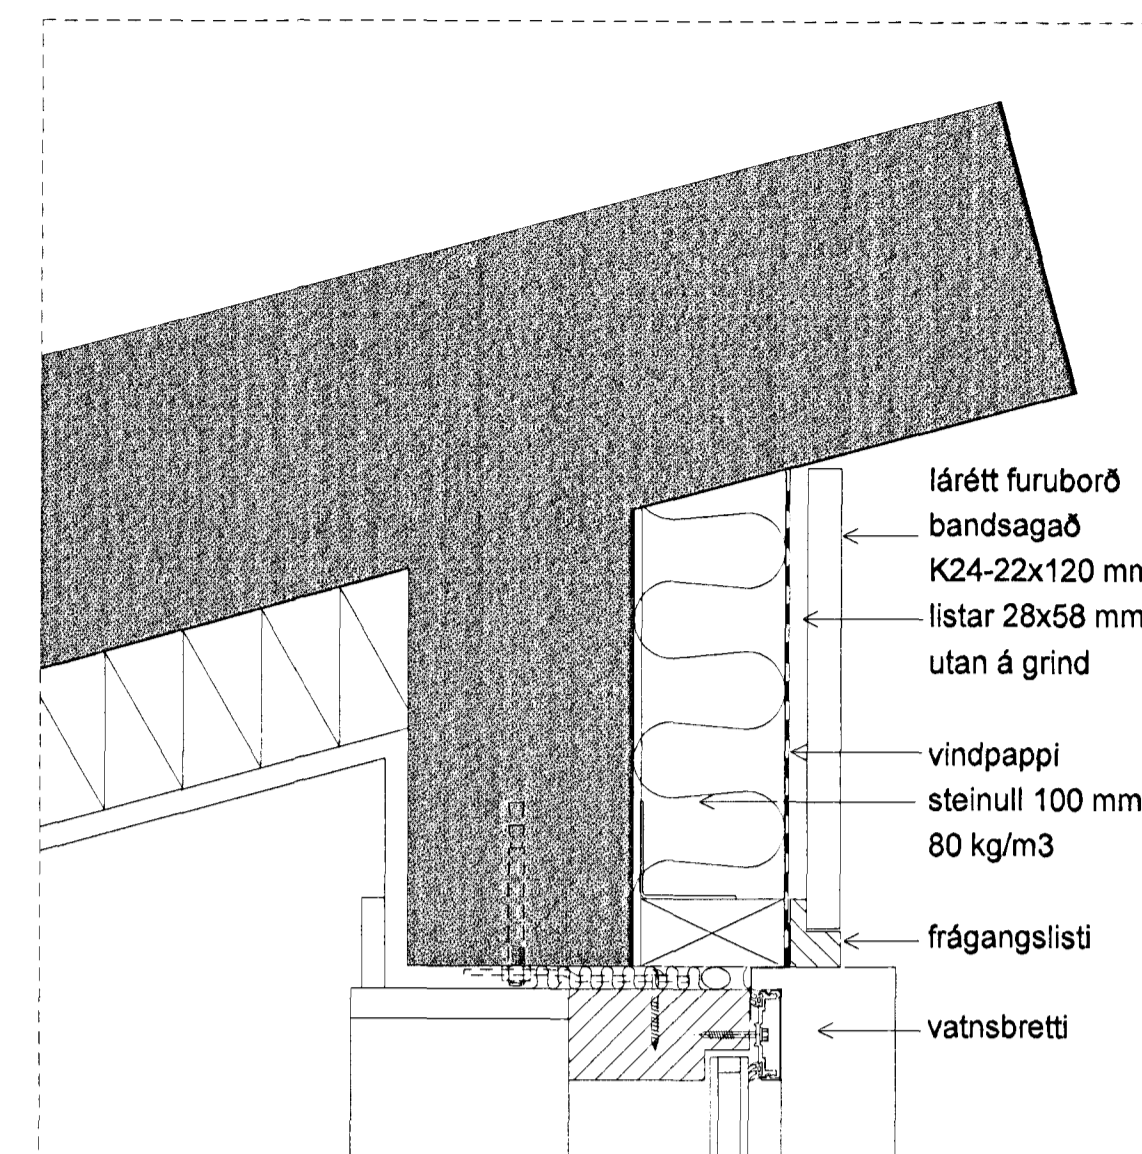 lárétt furuborð
bandsagað
K24-22x120 mm
listar 28x58 mm
utan á grind
vindpappi
steinull 100 mm
80 kg/m3
frágangslisti
vatnsbretti